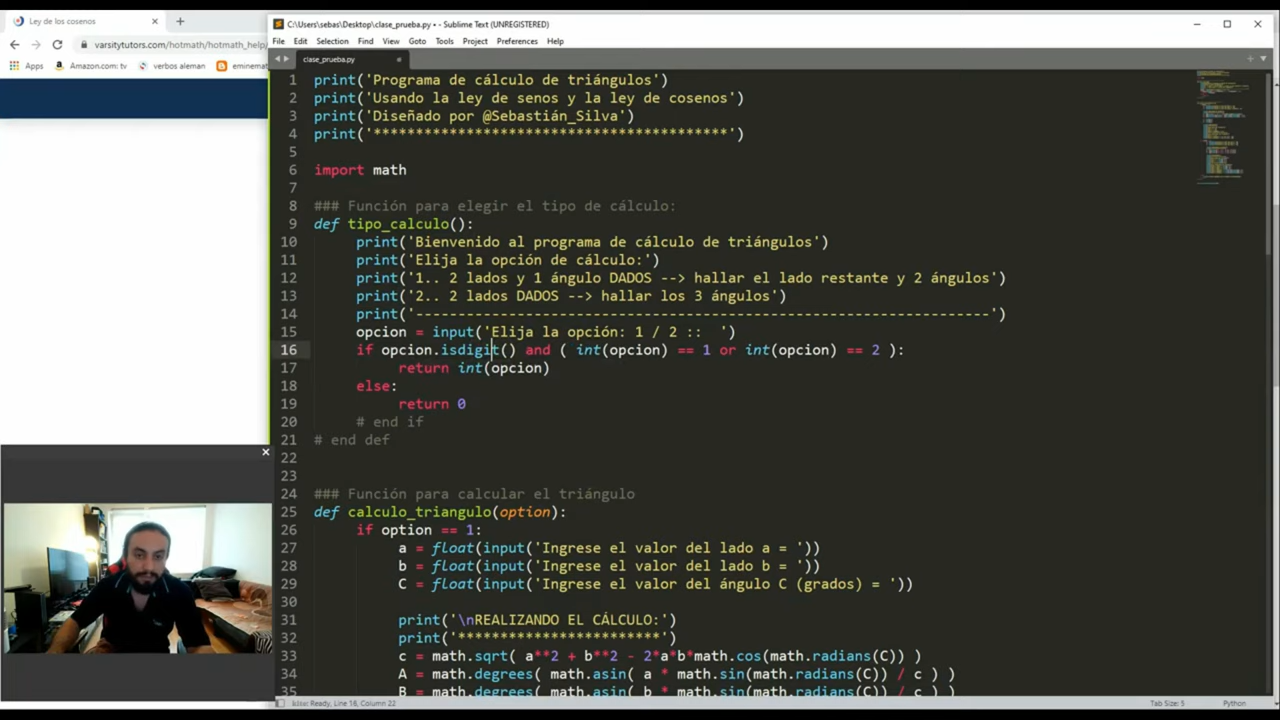 Ley de los cosenos
varsitytutors.com/hotmath/hotmath_help/
Apps Amazon.com: tv verbos aleman eminemat
C:\Users\sebas\Desktop\clase_prueba.py • - Sublime Text (UNREGISTERED)
File Edit Selection Find View Goto Tools Project Preferences Help
clase_prueba.py
1 print('Programa de cálculo de triángulos')
2 print('Usando la ley de senos y la ley de cosenos')
3 print('Diseñado por @Sebastián_Silva')
4 print('****************************************')
5
6 import math
7
8 ### Función para elegir el tipo de cálculo:
9 def tipo_calculo():
10 print('Bienvenido al programa de cálculo de triángulos')
11 print('Elija la opción de cálculo:')
12 print('1.. 2 lados y 1 ángulo DADOS --> hallar el lado restante y 2 ángulos')
13 print('2.. 2 lados DADOS --> hallar los 3 ángulos')
14 print('--------------------------------------------------------------------')
15 opcion = input('Elija la opción: 1 / 2 ::  ')
16 if opcion.isdigit() and ( int(opcion) == 1 or int(opcion) == 2 ):
17 return int(opcion)
18 else:
19 return 0
20 # end if
21 # end def
22
23
24 ### Función para calcular el triángulo
25 def calculo_triangulo(option):
26 if option == 1:
27 a = float(input('Ingrese el valor del lado a = '))
28 b = float(input('Ingrese el valor del lado b = '))
29 C = float(input('Ingrese el valor del ángulo C (grados) = '))
30
31 print('\nREALIZANDO EL CÁLCULO:')
32 print('************************')
33 c = math.sqrt( a**2 + b**2 - 2*a*b*math.cos(math.radians(C)) )
34 A = math.degrees( math.asin( a * math.sin(math.radians(C)) / c ) )
35 B = math.degrees( math.asin( b * math.sin(math.radians(C)) / c ) )
Ready, Line 16, Column 22 Tab Size: 5 Python